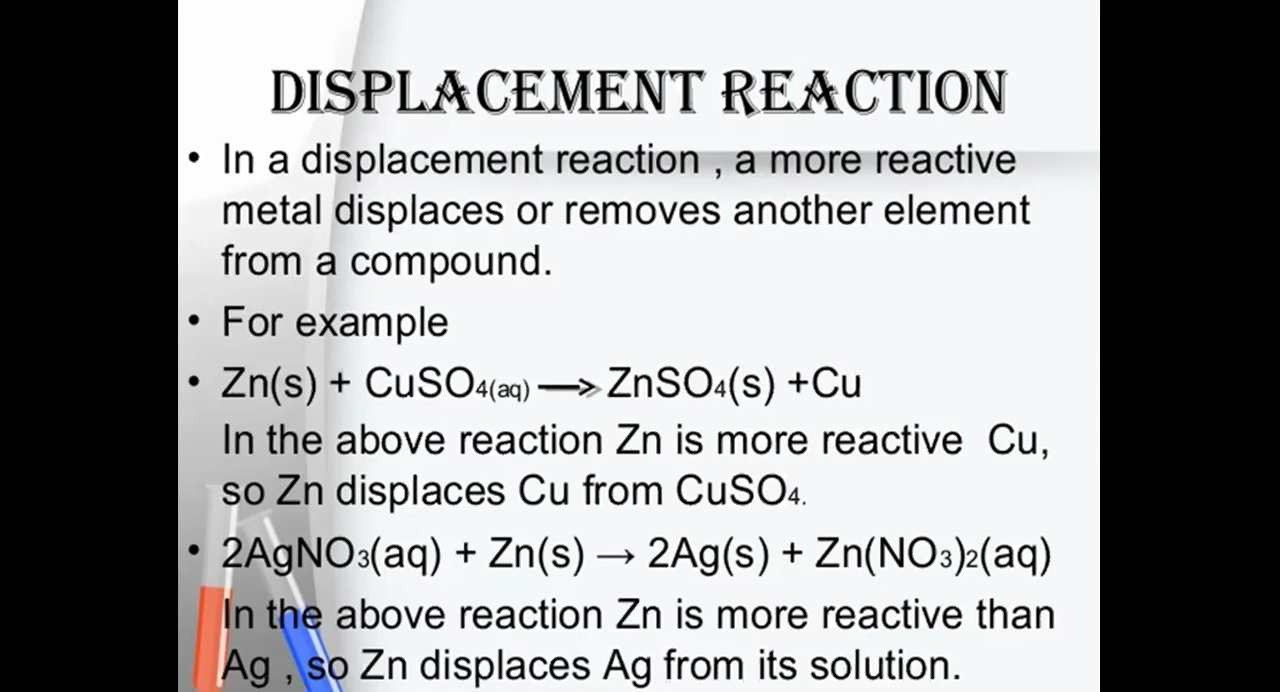 DISPLACEMENT REACTION
• In a displacement reaction , a more reactive
metal displaces or removes another element
from a compound.
• For example
• Zn(s) + CuSO4(aq) ⟶ ZnSO4(s) +Cu
In the above reaction Zn is more reactive  Cu,
so Zn displaces Cu from CuSO4.
• 2AgNO3(aq) + Zn(s) → 2Ag(s) + Zn(NO3)2(aq)
In the above reaction Zn is more reactive than
Ag , so Zn displaces Ag from its solution.